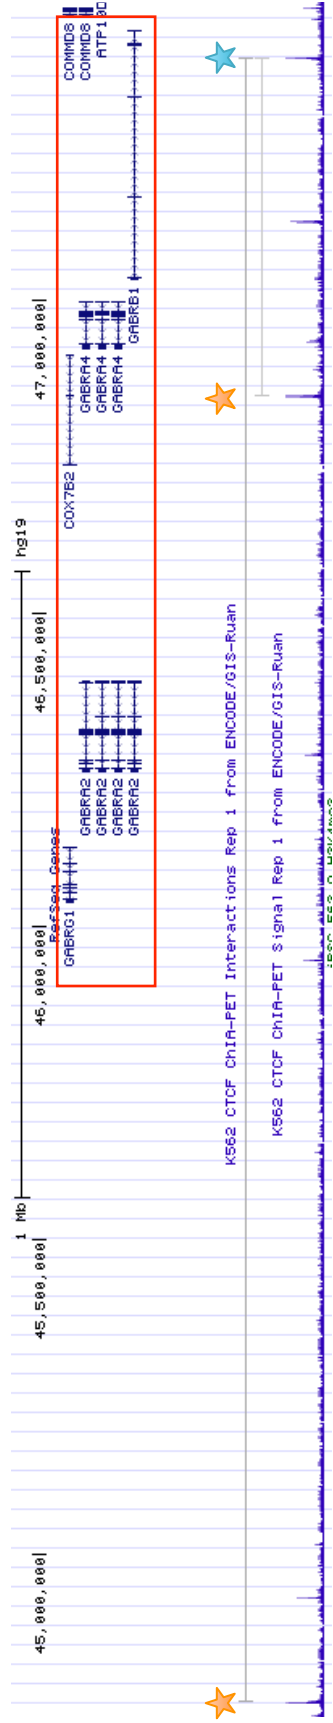 1 Mb hg19
45,000,000| 45,500,000| 46,000,000| 46,500,000| 47,000,000|
RefSeq Genes
GABRG1 COX7B2 COMMD8
GABRA2 GABRA4 COMMD8
GABRA2 GABRA4
GABRA2 GABRA4
GABRA2 GABRB1
K562 CTCF ChIA-PET Interactions Rep 1 from ENCODE/GIS-Ruan
K562 CTCF ChIA-PET Signal Rep 1 from ENCODE/GIS-Ruan